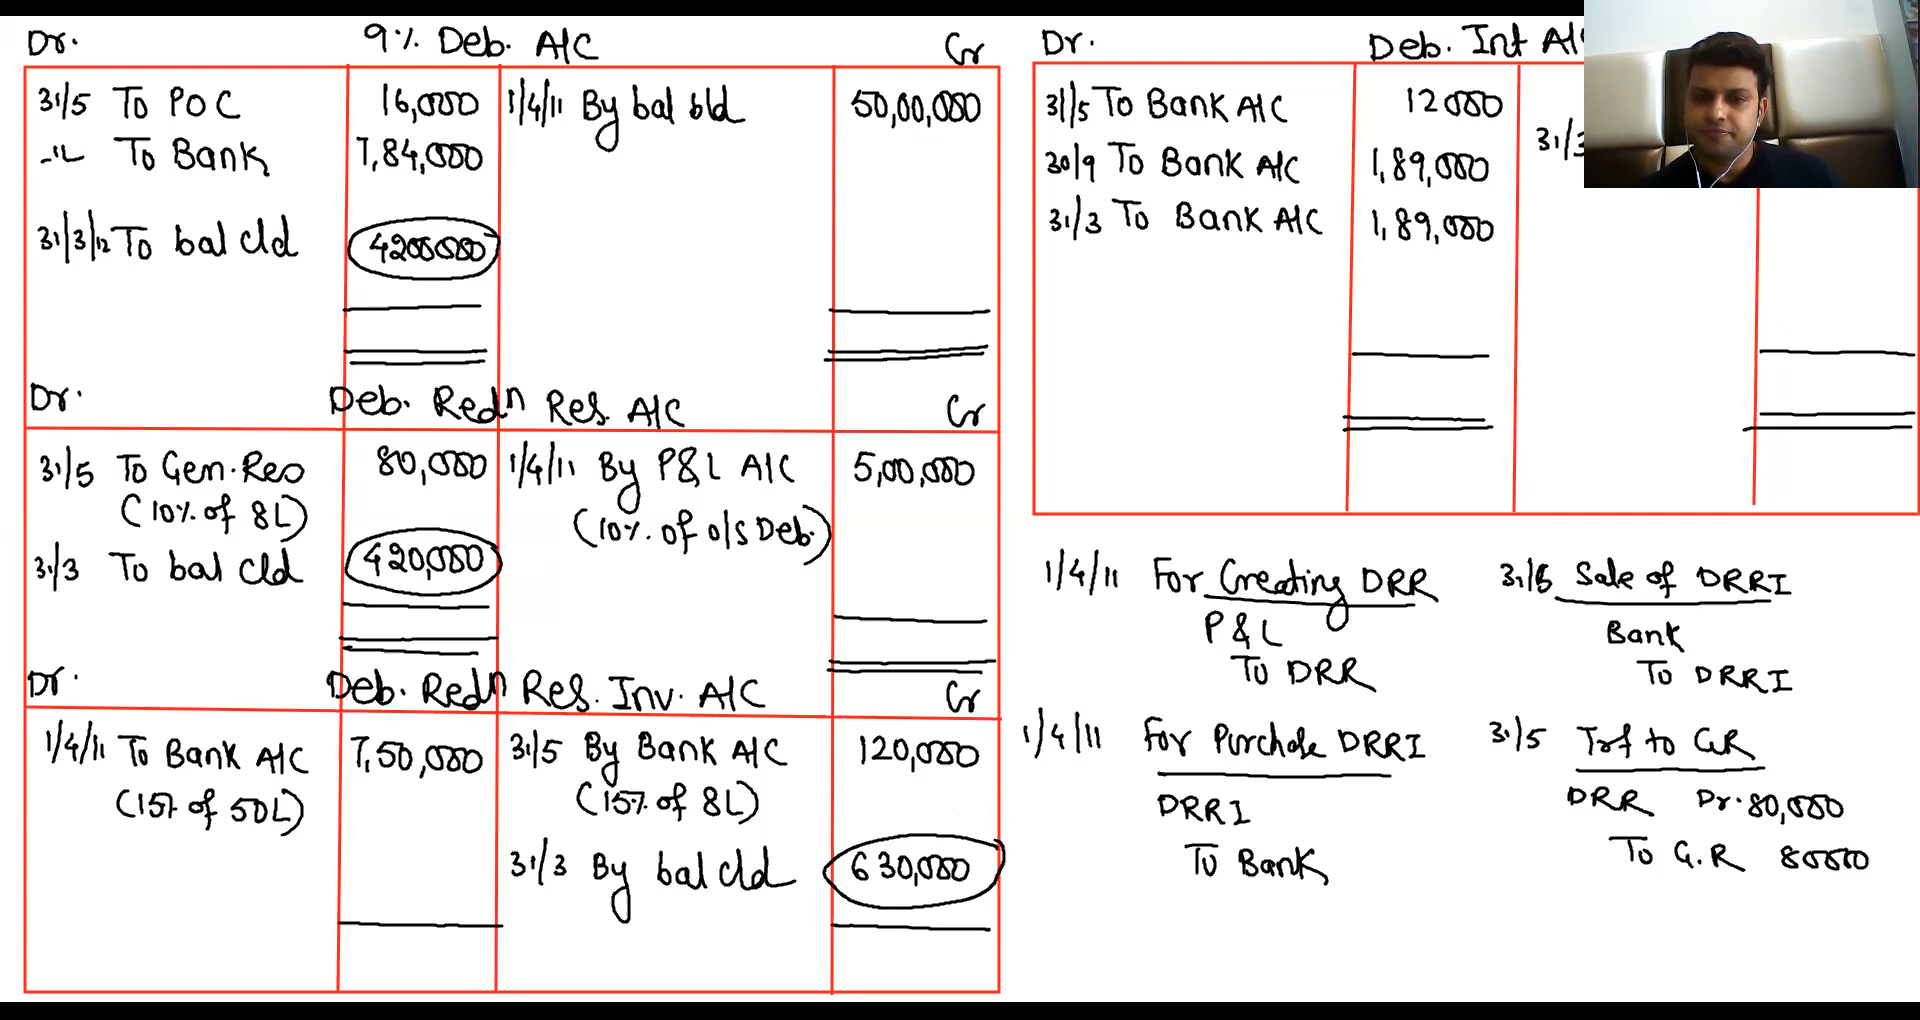 Dr. 9% Deb. A/C Cr
31/5 To POC 16,000 1/4/11 By bal b/d 50,00,000
-"- To Bank 7,84,000
31/3/12 To bal c/d 4200000
Dr. Deb. Redn Res. A/C Cr
31/5 To Gen. Res 80,000 1/4/11 By P&L A/C 5,00,000
(10% of 8L) (10% of o/s Deb.)
31/3 To bal c/d 420,000
Dr. Deb. Redn Res. Inv. A/C Cr
1/4/11 To Bank A/C 7,50,000 31/5 By Bank A/C 120,000
(15% of 50L) (15% of 8L)
31/3 By bal c/d 630,000
Dr. Deb. Int A/
31/5 To Bank A/C 12000
30/9 To Bank A/C 1,89,000 31/3
31/3 To Bank A/C 1,89,000
1/4/11 For Creating DRR
P&L
To DRR
1/4/11 For Purchase DRRI
DRRI
To Bank
31/5 Sale of DRRI
Bank
To DRRI
31/5 Trf to GR
DRR Dr. 80,000
To G.R 80000